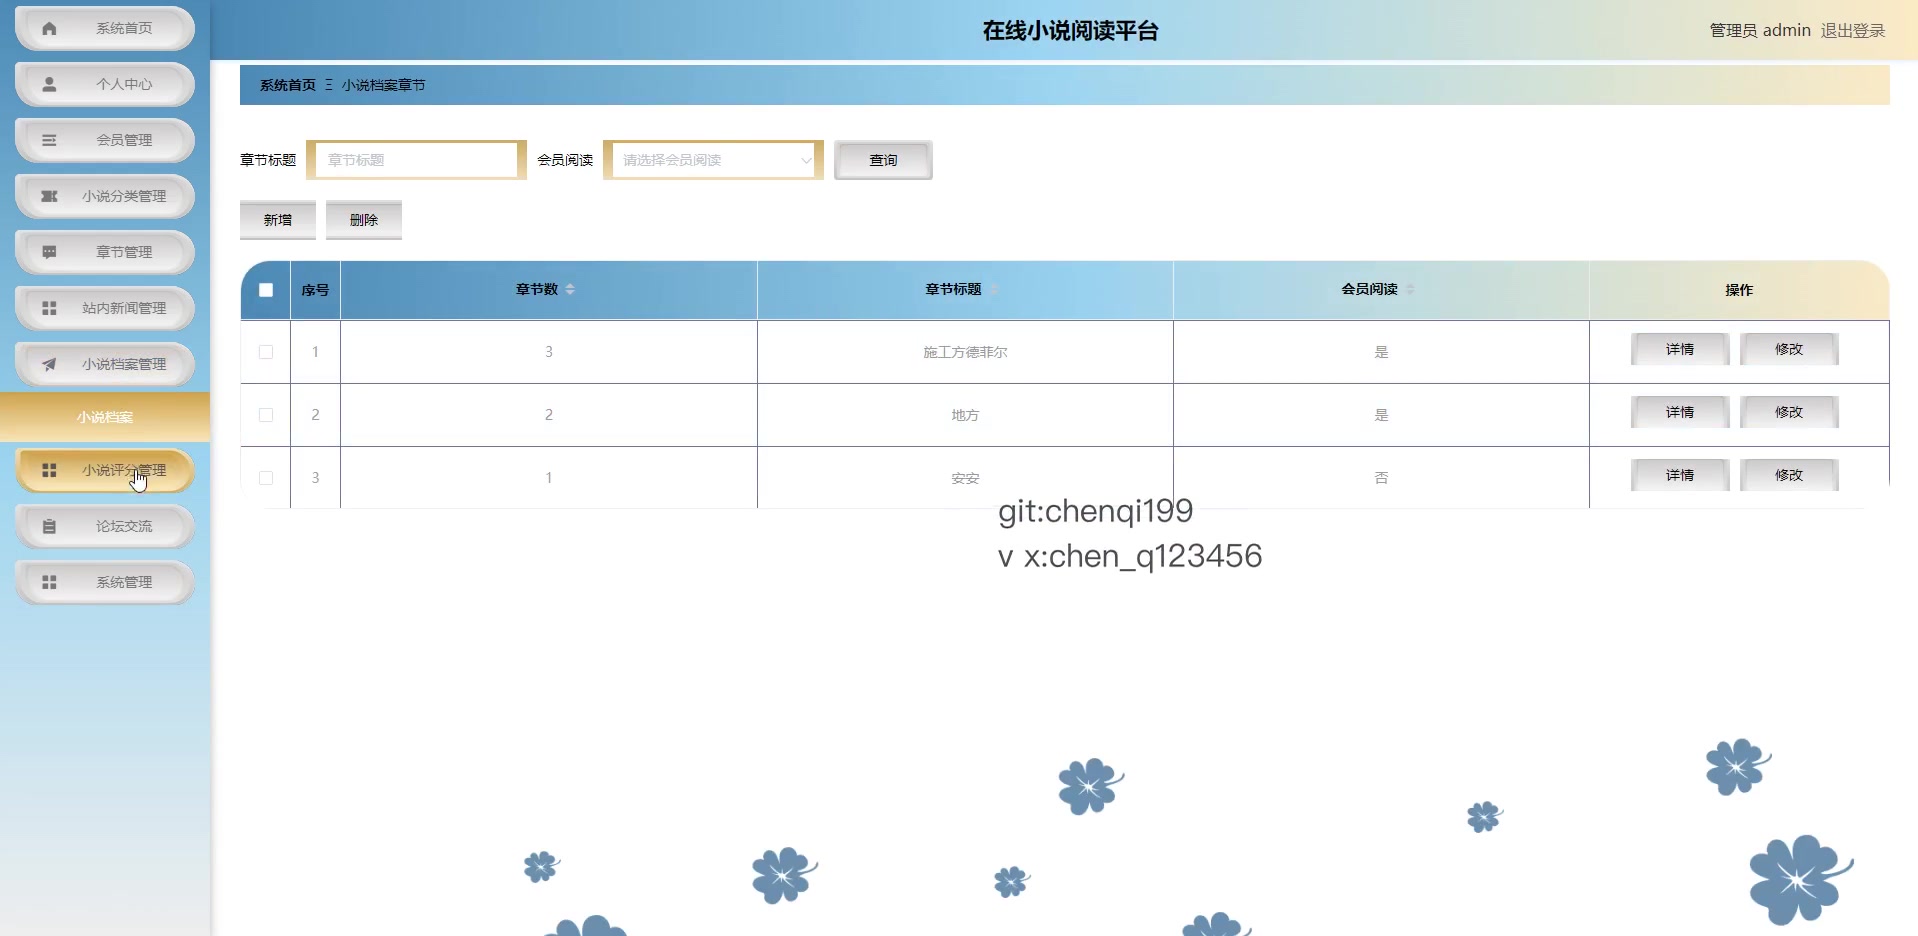 系统首页
个人中心
会员管理
小说分类管理
章节管理
站内新闻管理
小说档案管理
小说档案
小说评分管理
论坛交流
系统管理
在线小说阅读平台
管理员 admin 退出登录
系统首页 Ξ 小说档案章节
章节标题 章节标题 会员阅读 请选择会员阅读 查询
新增 删除
序号 章节数 章节标题 会员阅读 操作
1 3 施工方德菲尔 是 详情 修改
2 2 地方 是 详情 修改
3 1 安安 否 详情 修改
git:chenqi199
v x:chen_q123456